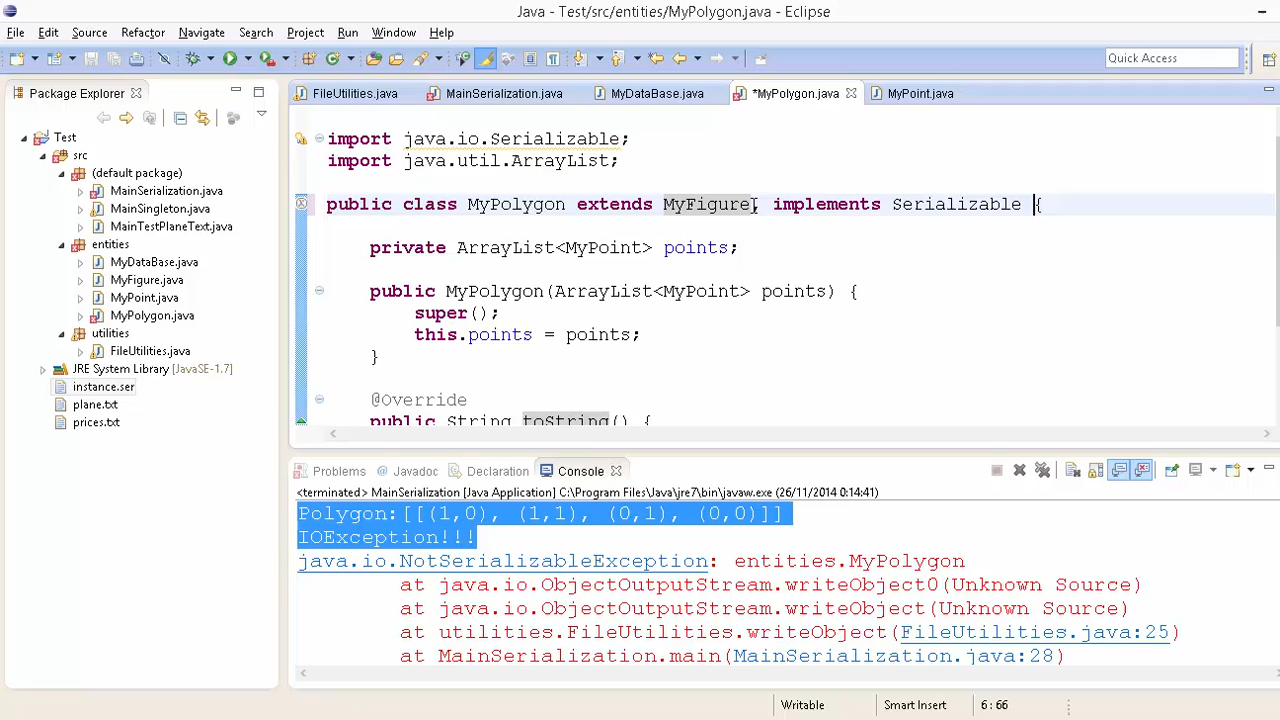 Java - Test/src/entities/MyPolygon.java - Eclipse
File Edit Source Refactor Navigate Search Project Run Window Help
Quick Access
Package Explorer
FileUtilities.java MainSerialization.java MyDataBase.java *MyPolygon.java MyPoint.java
Test
src
(default package)
MainSerialization.java
MainSingleton.java
MainTestPlaneText.java
entities
MyDataBase.java
MyFigure.java
MyPoint.java
MyPolygon.java
utilities
FileUtilities.java
JRE System Library [JavaSE-1.7]
instance.ser
plane.txt
prices.txt
import java.io.Serializable;
import java.util.ArrayList;
public class MyPolygon extends MyFigure, implements Serializable {
private ArrayList<MyPoint> points;
public MyPolygon(ArrayList<MyPoint> points) {
super();
this.points = points;
}
@Override
public String toString() {
Problems Javadoc Declaration Console
<terminated> MainSerialization [Java Application] C:\Program Files\Java\jre7\bin\javaw.exe (26/11/2014 0:14:41)
Polygon:[[(1,0), (1,1), (0,1), (0,0)]]
IOException!!!
java.io.NotSerializableException: entities.MyPolygon
at java.io.ObjectOutputStream.writeObject0(Unknown Source)
at java.io.ObjectOutputStream.writeObject(Unknown Source)
at utilities.FileUtilities.writeObject(FileUtilities.java:25)
at MainSerialization.main(MainSerialization.java:28)
Writable Smart Insert 6:66